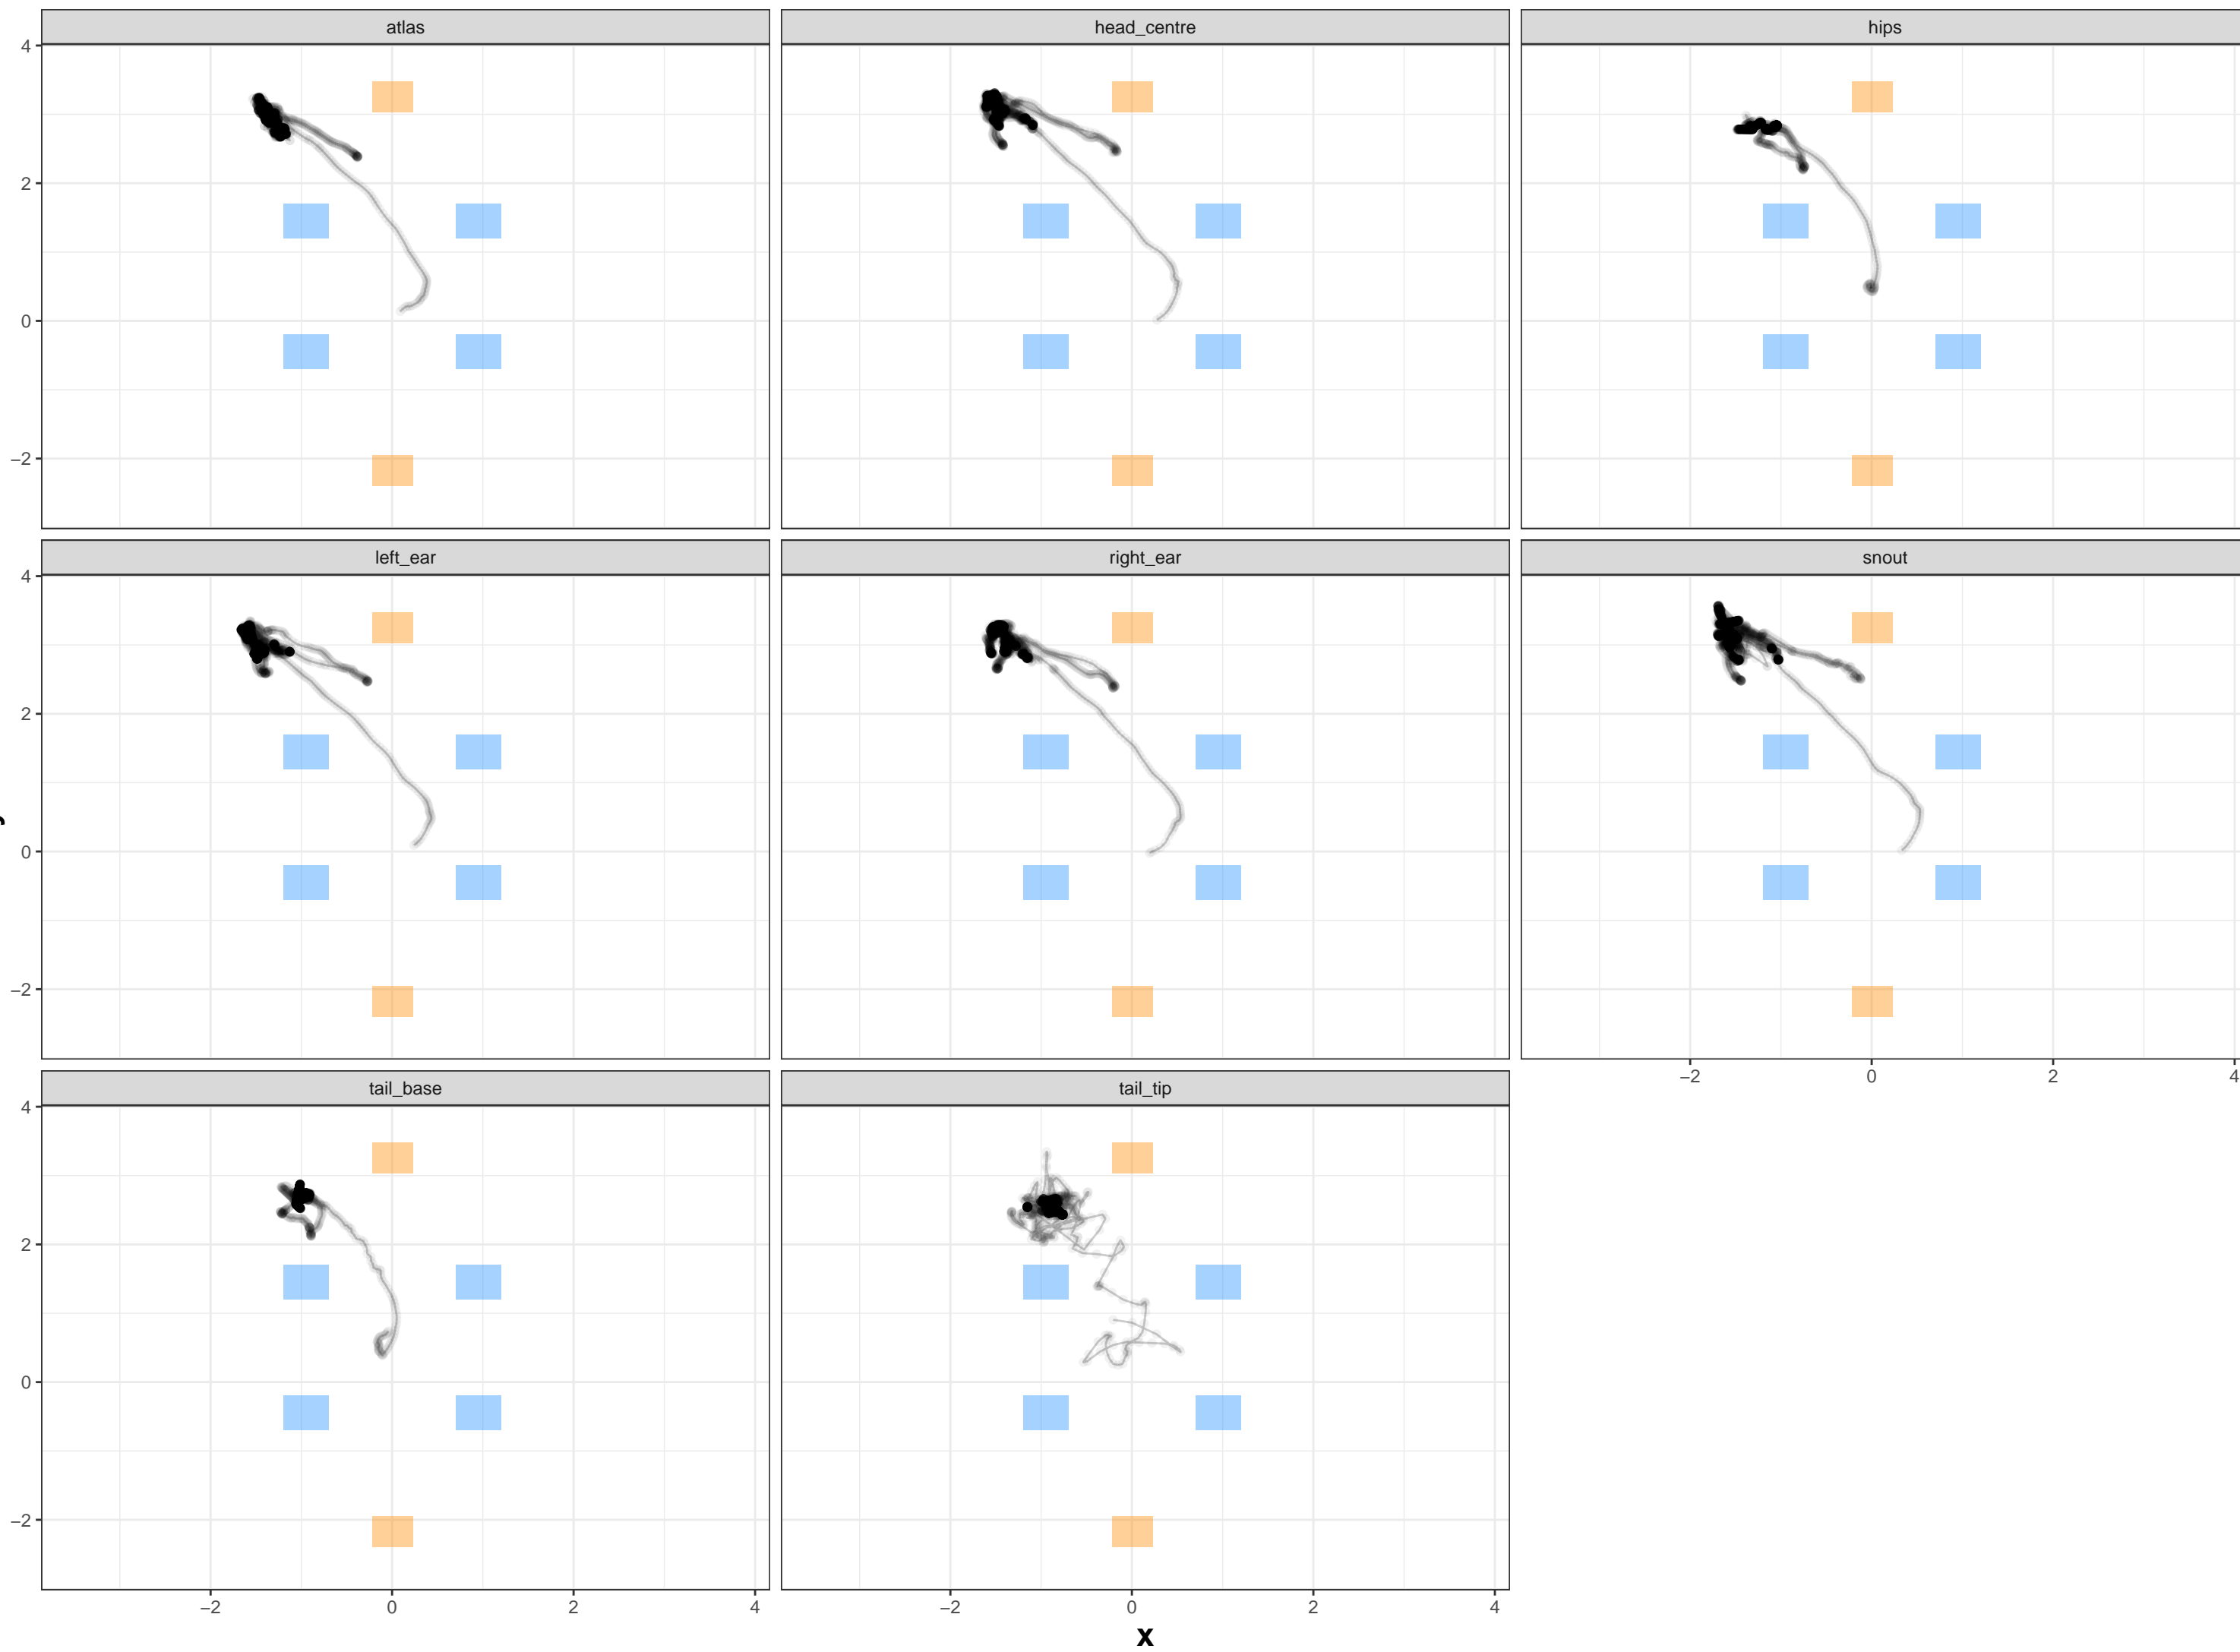 atlas head_centre hips
4
2
0
−2
left_ear right_ear snout
4
2
0
−2
−2 0 2 4
tail_base tail_tip
4
2
0
−2
−2 0 2 4 −2 0 2 4
x